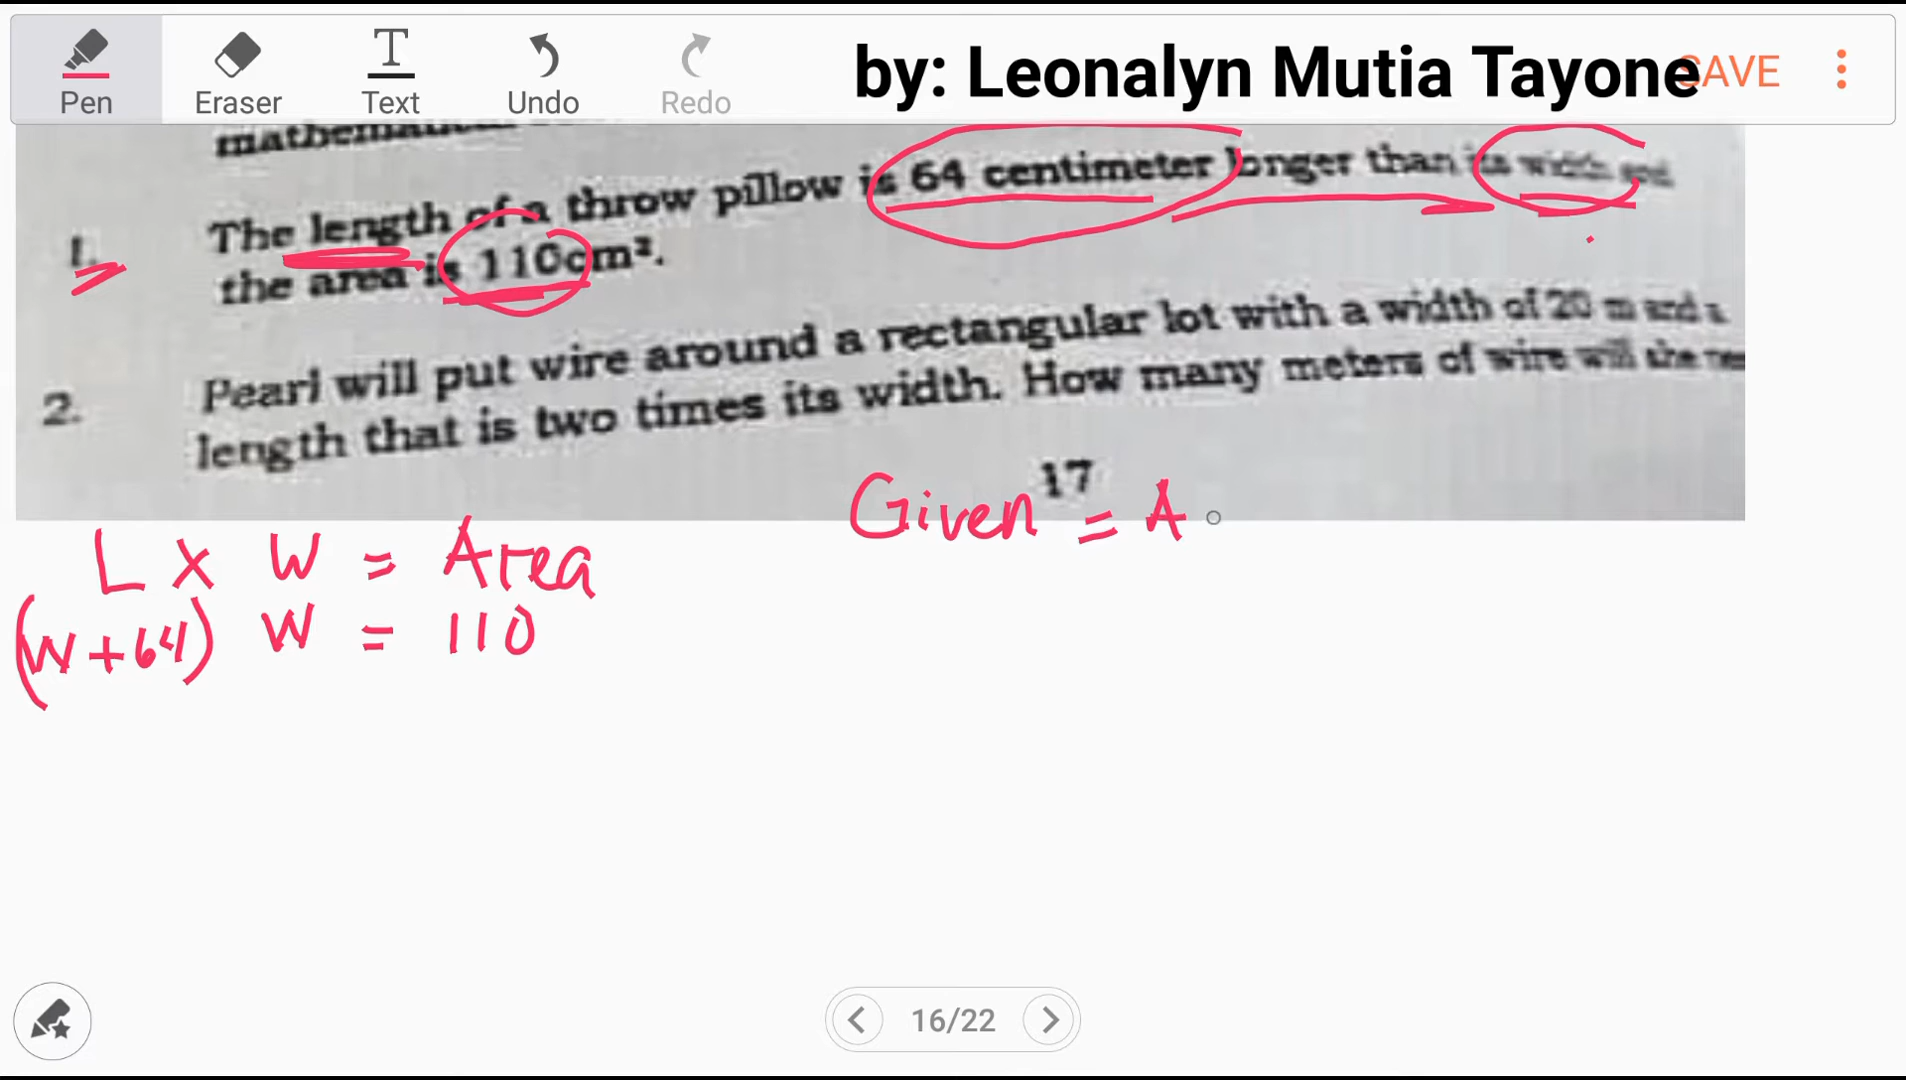 Pen Eraser Text Undo Redo by: Leonalyn Mutia Tayone SAVE
1. The length of a throw pillow is 64 centimeter longer than its width and
the area is 110cm².
2. Pearl will put wire around a rectangular lot with a width of 20 m and a
length that is two times its width. How many meters of wire will she
17
Given = A
L x W = Area
(W+64) W = 110
16/22